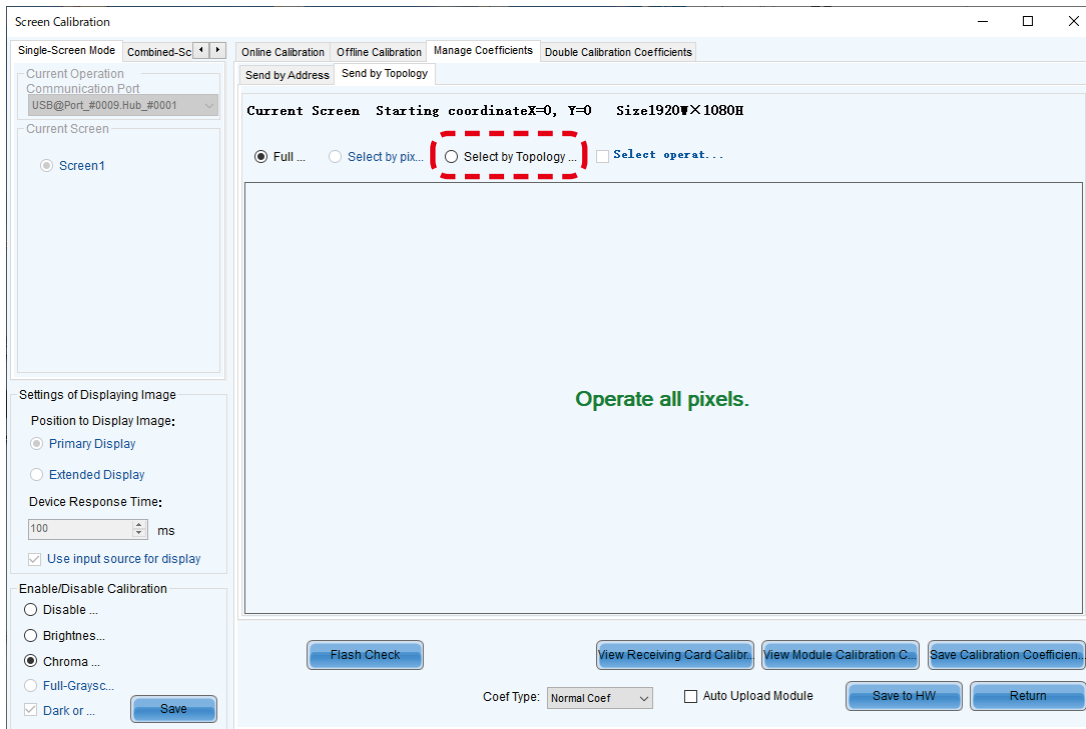 Screen Calibration
Single-Screen Mode Combined-Sc
Online Calibration Offline Calibration Manage Coefficients Double Calibration Coefficients
Send by Address Send by Topology
Current Operation
Communication Port
USB@Port_#0009.Hub_#0001
Current Screen
Screen1
Current Screen Starting coordinateX=0, Y=0 Size1920W×1080H
Full ... Select by pix... Select by Topology ... Select operat...
Operate all pixels.
Settings of Displaying Image
Position to Display Image:
Primary Display
Extended Display
Device Response Time:
100 ms
Use input source for display
Enable/Disable Calibration
Disable ...
Brightnes...
Chroma ...
Full-Graysc...
Dark or ... Save
Flash Check View Receiving Card Calibr... View Module Calibration C... Save Calibration Coefficien...
Coef Type: Normal Coef Auto Upload Module Save to HW Return